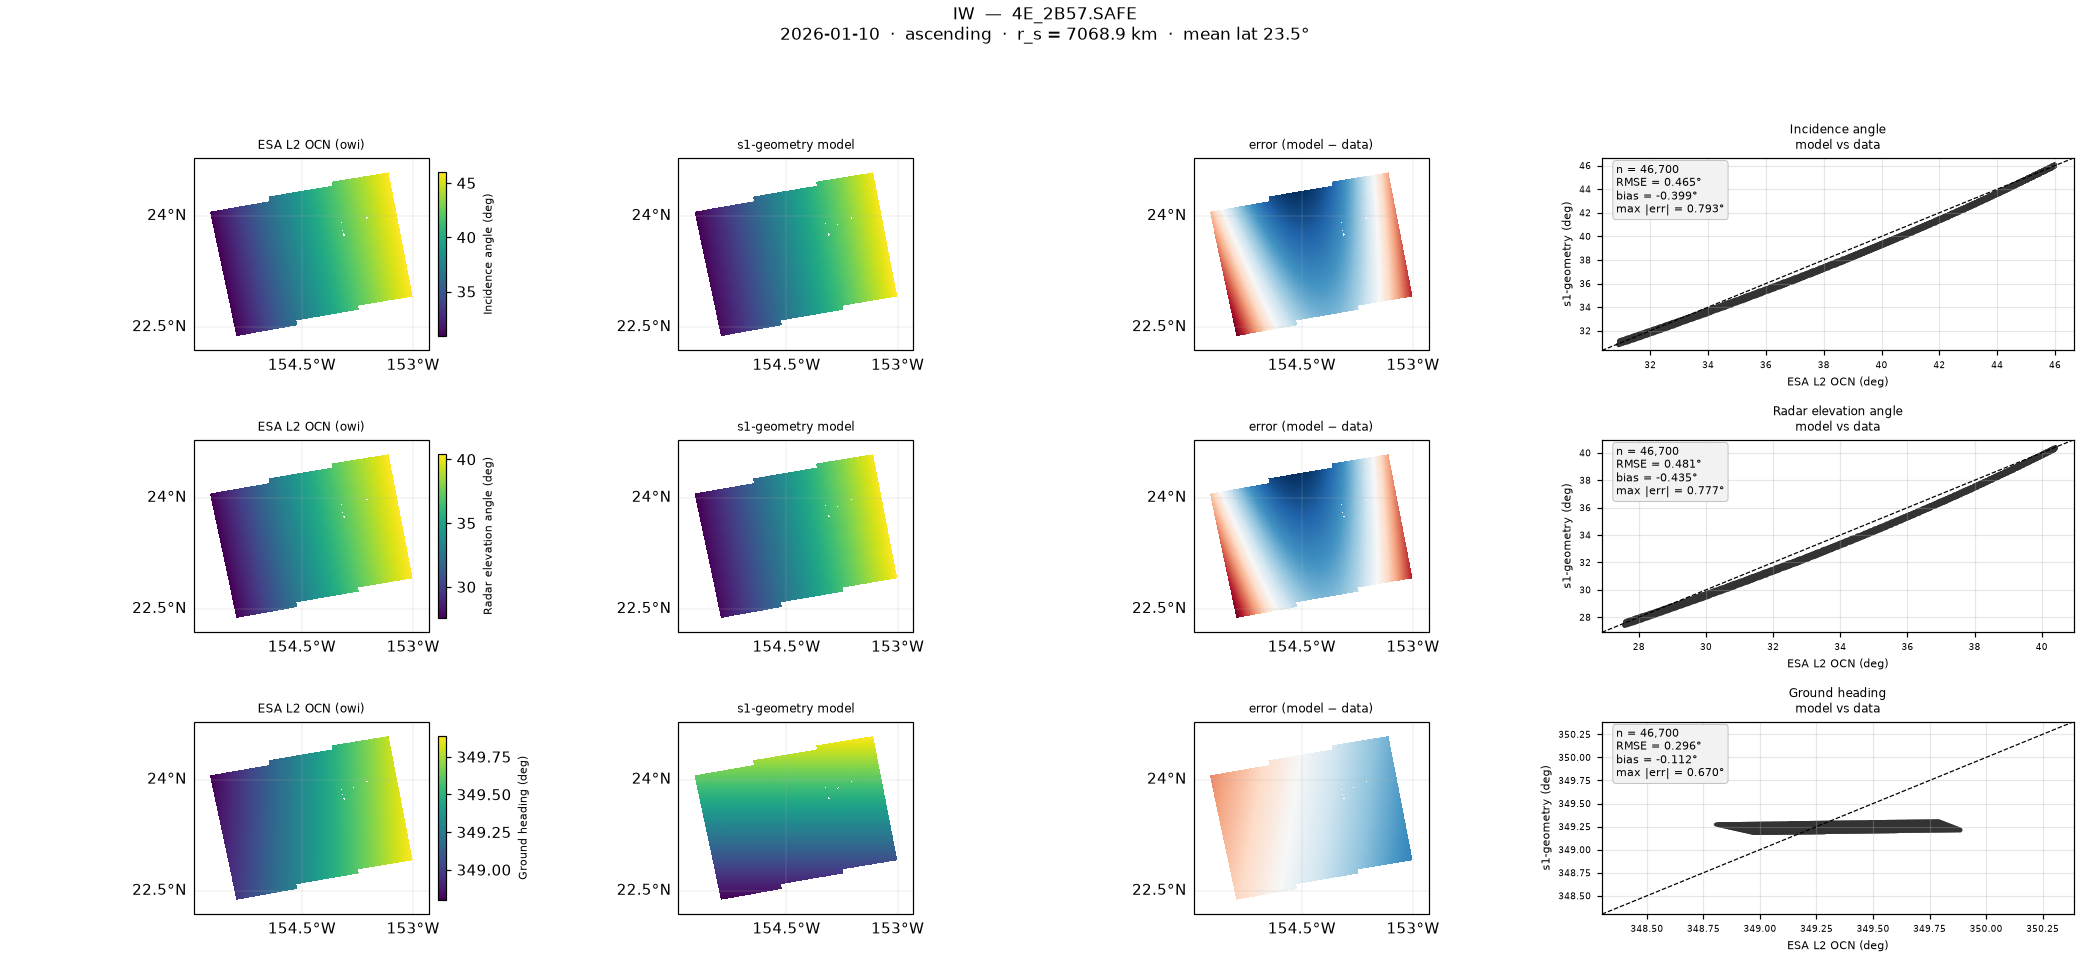 IW — 4E_2B57.SAFE
2026-01-10 · ascending · r_s = 7068.9 km · mean lat 23.5°
ESA L2 OCN (owi)
24°N
22.5°N
154.5°W 153°W
45
40
35
Incidence angle (deg)
s1-geometry model
24°N
22.5°N
154.5°W 153°W
error (model − data)
24°N
22.5°N
154.5°W 153°W
Incidence angle
model vs data
n = 46,700
RMSE = 0.465°
bias = -0.399°
max |err| = 0.793°
46
44
42
40
38
36
34
32
s1-geometry (deg)
32 34 36 38 40 42 44 46
ESA L2 OCN (deg)
ESA L2 OCN (owi)
24°N
22.5°N
154.5°W 153°W
40
35
30
Radar elevation angle (deg)
s1-geometry model
24°N
22.5°N
154.5°W 153°W
error (model − data)
24°N
22.5°N
154.5°W 153°W
Radar elevation angle
model vs data
n = 46,700
RMSE = 0.481°
bias = -0.435°
max |err| = 0.777°
40
38
36
34
32
30
28
s1-geometry (deg)
28 30 32 34 36 38 40
ESA L2 OCN (deg)
ESA L2 OCN (owi)
24°N
22.5°N
154.5°W 153°W
349.75
349.50
349.25
349.00
Ground heading (deg)
s1-geometry model
24°N
22.5°N
154.5°W 153°W
error (model − data)
24°N
22.5°N
154.5°W 153°W
Ground heading
model vs data
n = 46,700
RMSE = 0.296°
bias = -0.112°
max |err| = 0.670°
350.25
350.00
349.75
349.50
349.25
349.00
348.75
348.50
s1-geometry (deg)
348.50 348.75 349.00 349.25 349.50 349.75 350.00 350.25
ESA L2 OCN (deg)